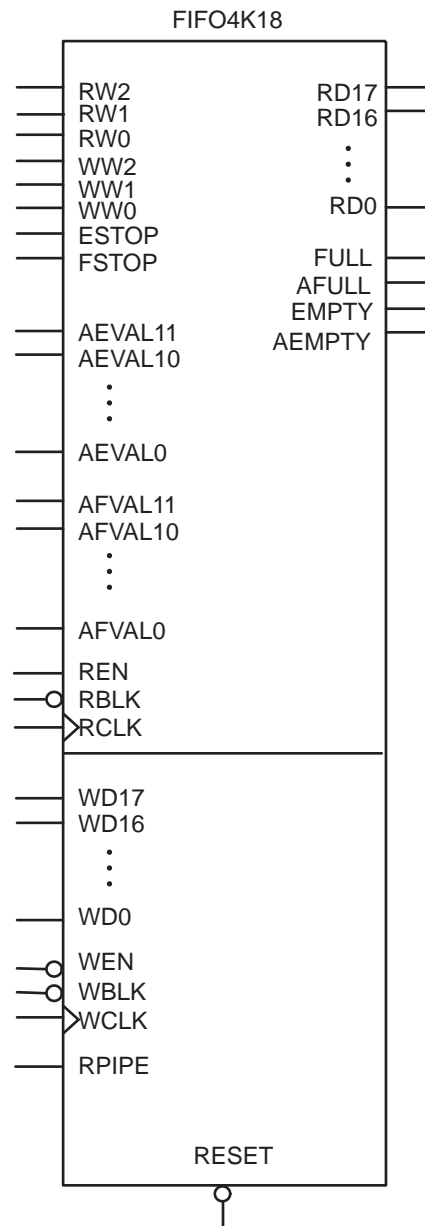 FIFO4K18
RW2
RW1
RW0
WW2
WW1
WW0
ESTOP
FSTOP
AEVAL11
AEVAL10
AEVAL0
AFVAL11
AFVAL10
AFVAL0
REN
RBLK
RCLK
RD17
RD16
RD0
FULL
AFULL
EMPTY
AEMPTY
WD17
WD16
WD0
WEN
WBLK
WCLK
RPIPE
RESET